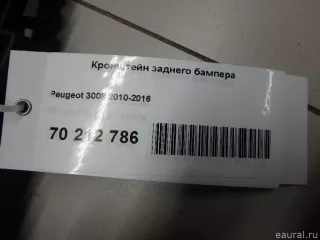 Кронштейн заднего бампера
Peugeot 3008 2010-2016
70 212 786
eaural.ru